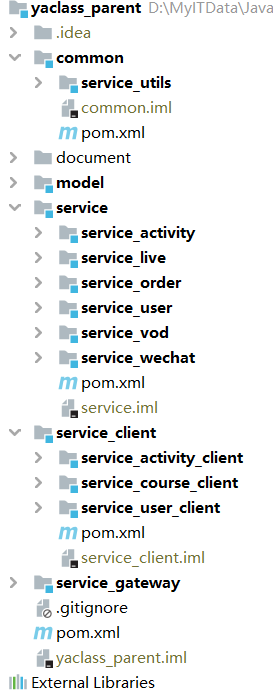 yaclass_parent D:\MyITData\Java
.idea
common
service_utils
common.iml
pom.xml
document
model
service
service_activity
service_live
service_order
service_user
service_vod
service_wechat
pom.xml
service.iml
service_client
service_activity_client
service_course_client
service_user_client
pom.xml
service_client.iml
service_gateway
.gitignore
pom.xml
yaclass_parent.iml
External Libraries